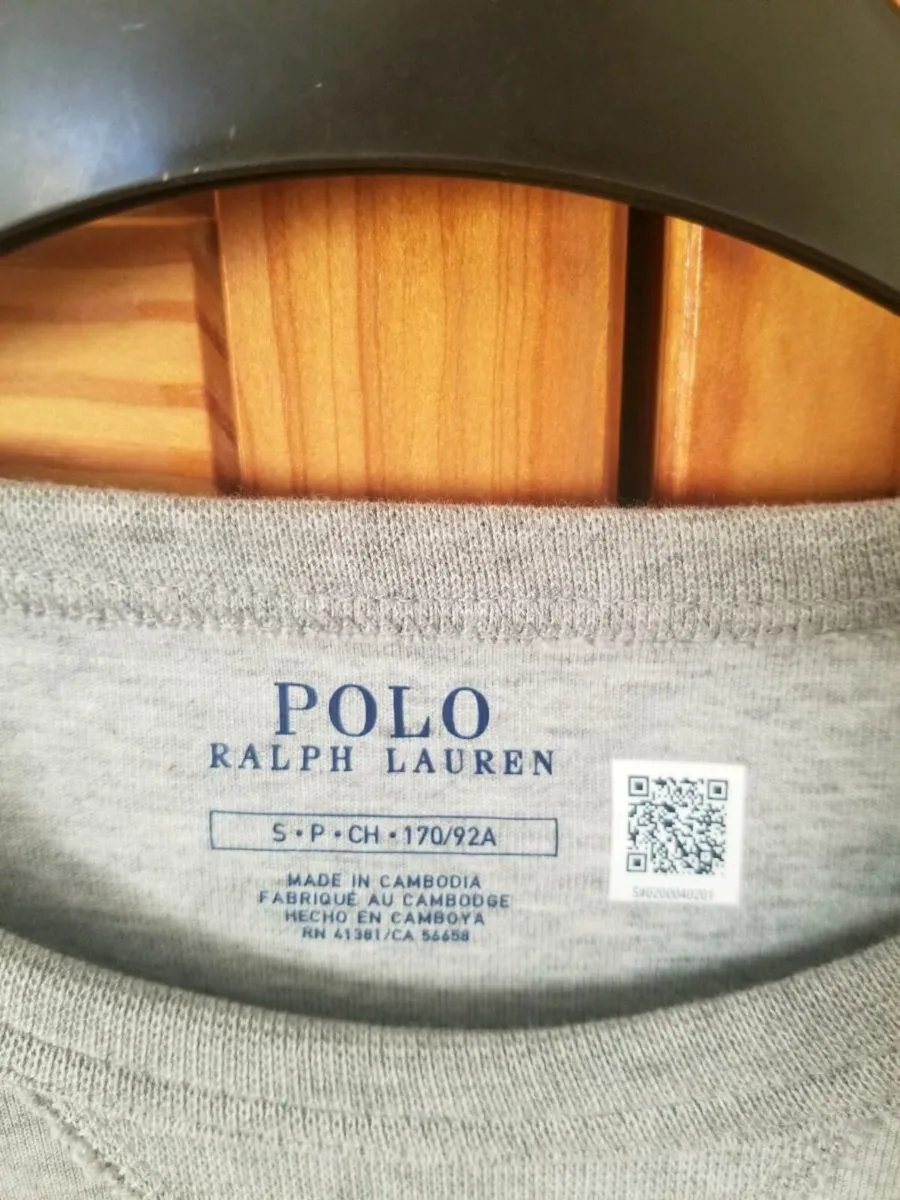 POLO
RALPH LAUREN
S • P • CH • 170/92A
MADE IN CAMBODIA
FABRIQUÉ AU CAMBODGE
HECHO EN CAMBOYA
RN 41381/CA 56658